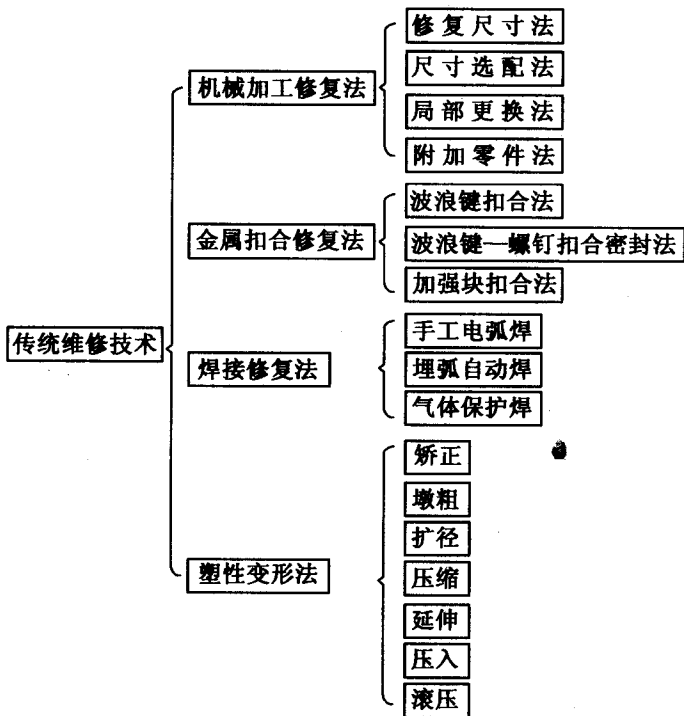 传统维修技术
机械加工修复法
修复尺寸法
尺寸选配法
局部更换法
附加零件法
金属扣合修复法
波浪键扣合法
波浪键—螺钉扣合密封法
加强块扣合法
焊接修复法
手工电弧焊
埋弧自动焊
气体保护焊
塑性变形法
矫正
墩粗
扩径
压缩
延伸
压入
滚压